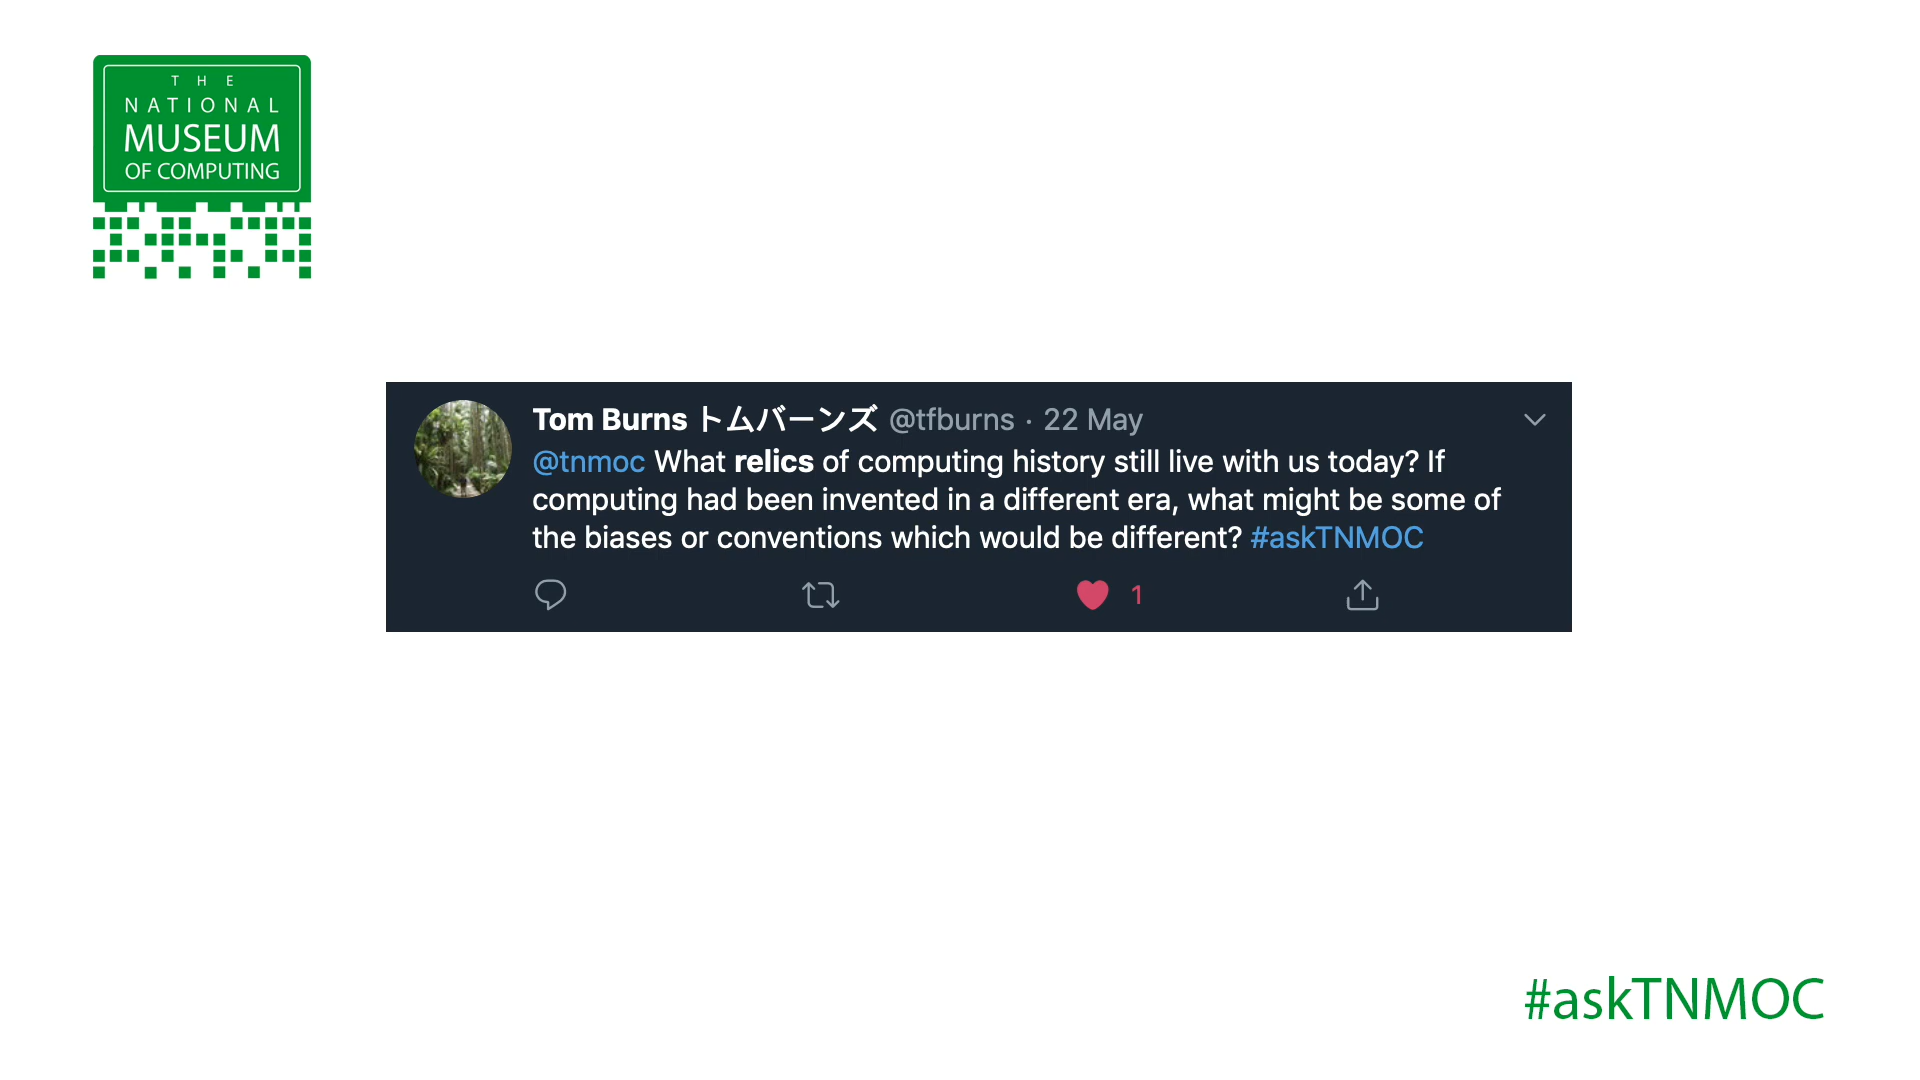 THE
NATIONAL
MUSEUM
OF COMPUTING
Tom Burns トムバーンズ @tfburns · 22 May
@tnmoc What relics of computing history still live with us today? If
computing had been invented in a different era, what might be some of
the biases or conventions which would be different? #askTNMOC
1
#askTNMOC